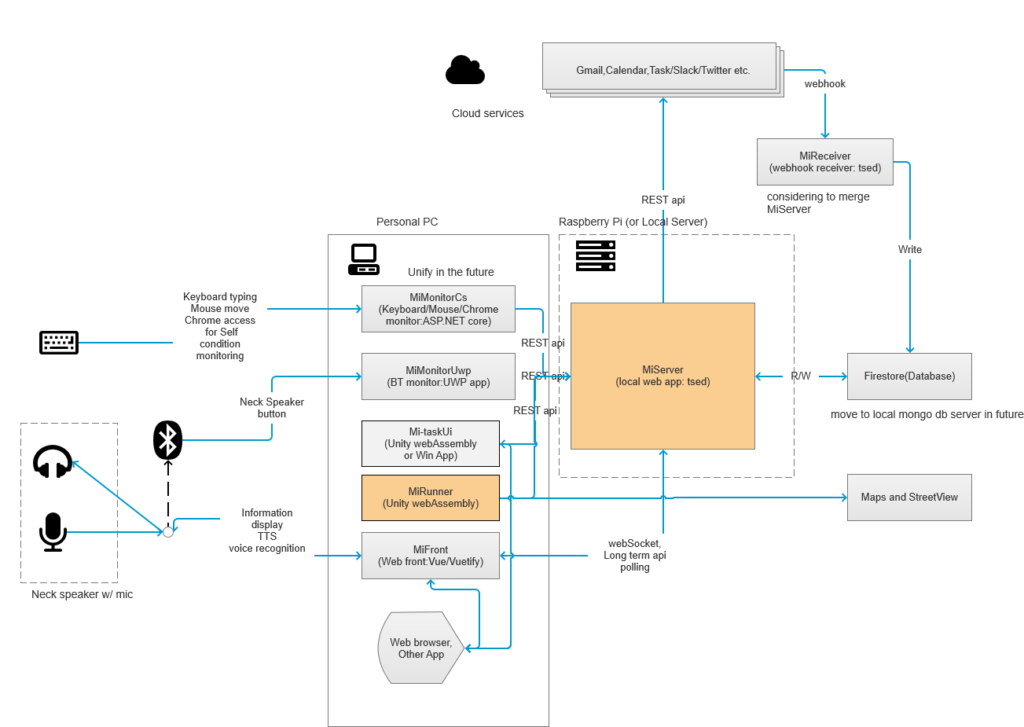 Gmail,Calendar,Task/Slack/Twitter etc.
webhook
Cloud services
MiReceiver
(webhook receiver: tsed)
considering to merge
MiServer
REST api
Personal PC
Raspberry Pi (or Local Server)
Write
Unify in the future
Keyboard typing
Mouse move
Chrome access
for Self
condition
monitoring
MiMonitorCs
(Keyboard/Mouse/Chrome
monitor:ASP.NET core)
REST api
MiMonitorUwp
(BT monitor:UWP app)
REST api
MiServer
(local web app: tsed)
R/W
Firestore(Database)
Neck Speaker
button
REST api
move to local mongo db server in future
Mi-taskUi
(Unity webAssembly
or Win App)
MiRunner
(Unity webAssembly)
Maps and StreetView
Information
display
TTS
voice recognition
MiFront
(Web front:Vue/Vuetify)
webSocket,
Long term api
polling
Neck speaker w/ mic
Web browser,
Other App